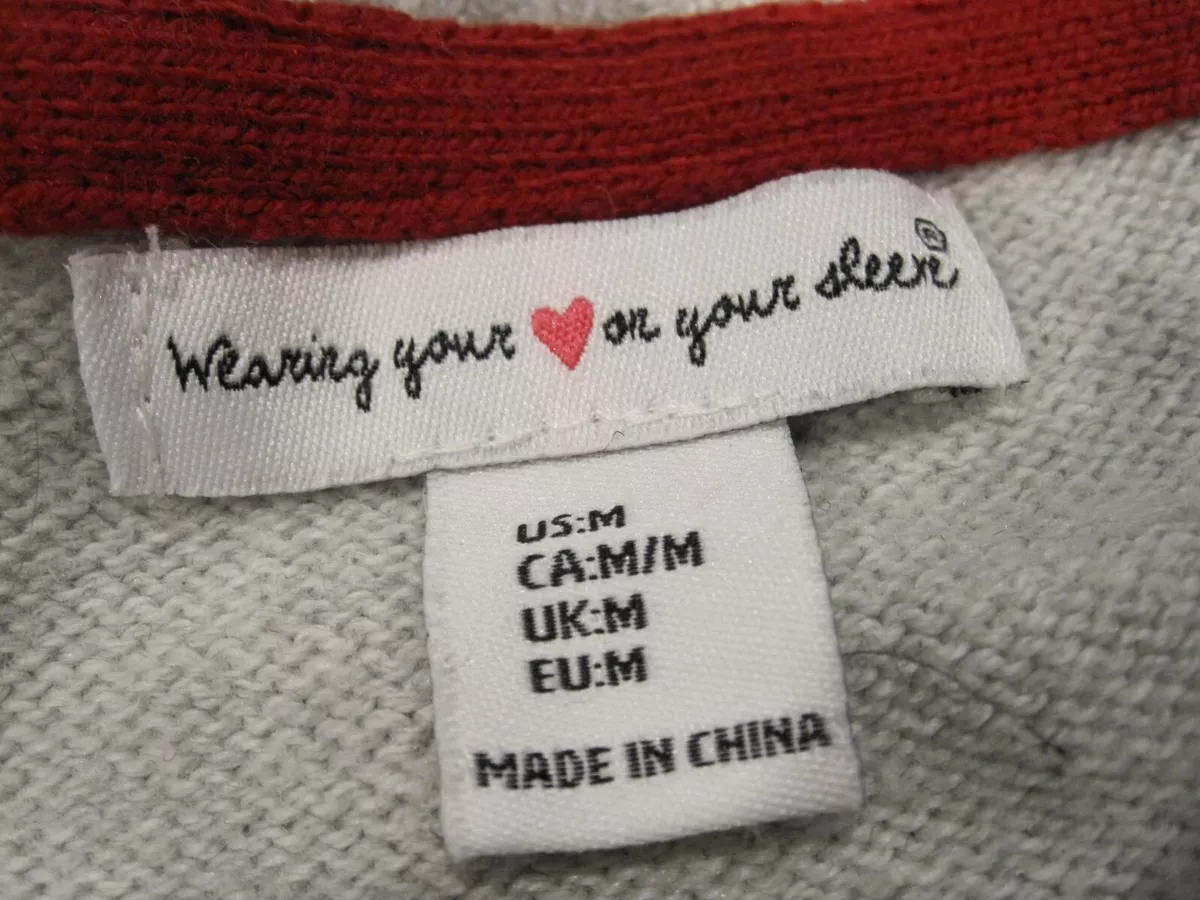 Wearing your ♥ on your sleeve®
US:M
CA:M/M
UK:M
EU:M
MADE IN CHINA